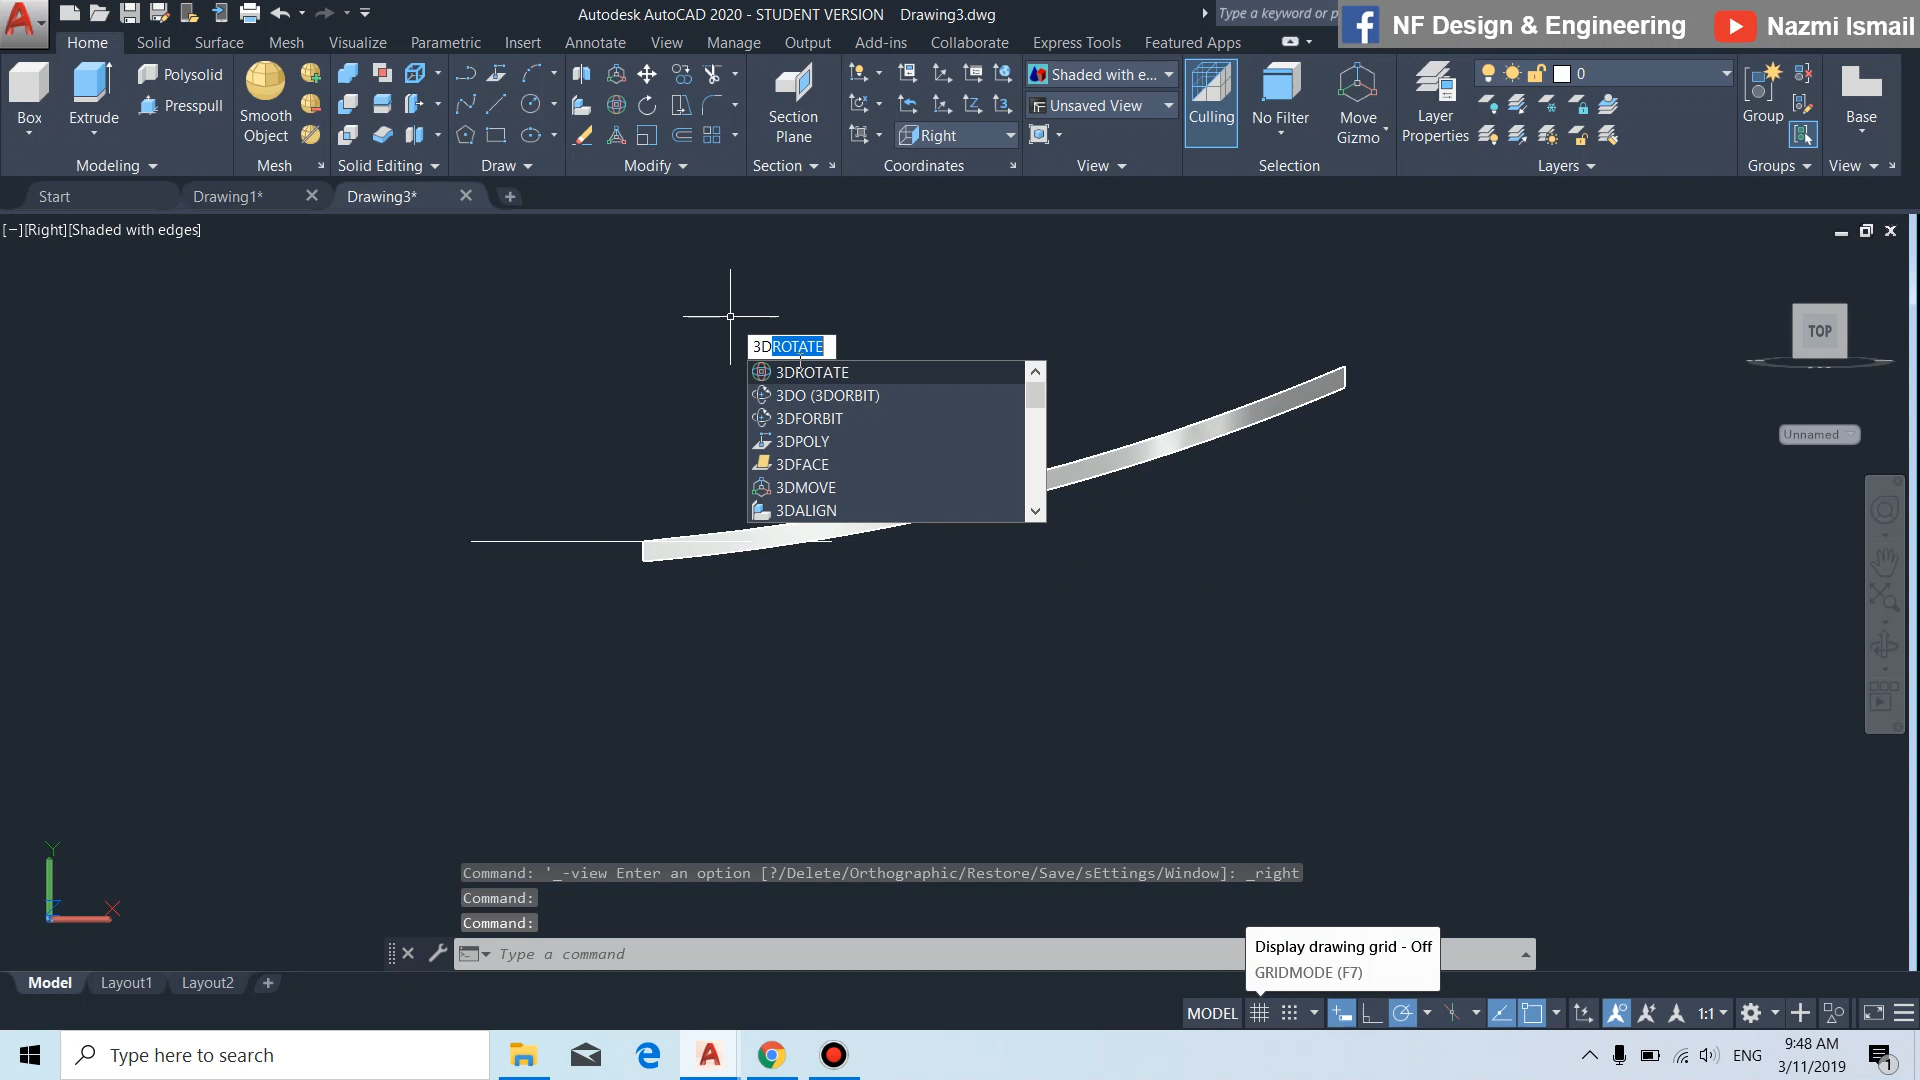 Autodesk AutoCAD 2020 - STUDENT VERSION Drawing3.dwg
Type a keyword or p
NF Design & Engineering
Nazmi Ismail
Home Solid Surface Mesh Visualize Parametric Insert Annotate View Manage Output Add-ins Collaborate Express Tools Featured Apps
Polysolid
Presspull
Box
Extrude
Smooth
Object
Section
Plane
Shaded with e...
Unsaved View
Right
Culling
No Filter
Move
Gizmo
Layer
Properties
0
Group
Base
Modeling
Mesh
Solid Editing
Draw
Modify
Section
Coordinates
View
Selection
Layers
Groups
View
Start
Drawing1*
Drawing3*
[−][Right][Shaded with edges]
TOP
Unnamed
3DROTATE
3DROTATE
3DO (3DORBIT)
3DFORBIT
3DPOLY
3DFACE
3DMOVE
3DALIGN
Y
X
Z
Command: '_-view Enter an option [?/Delete/Orthographic/Restore/Save/sEttings/Window]: _right
Command:
Command:
Type a command
Display drawing grid - Off
GRIDMODE (F7)
Model
Layout1
Layout2
MODEL
1:1
Type here to search
ENG
9:48 AM
3/11/2019
1